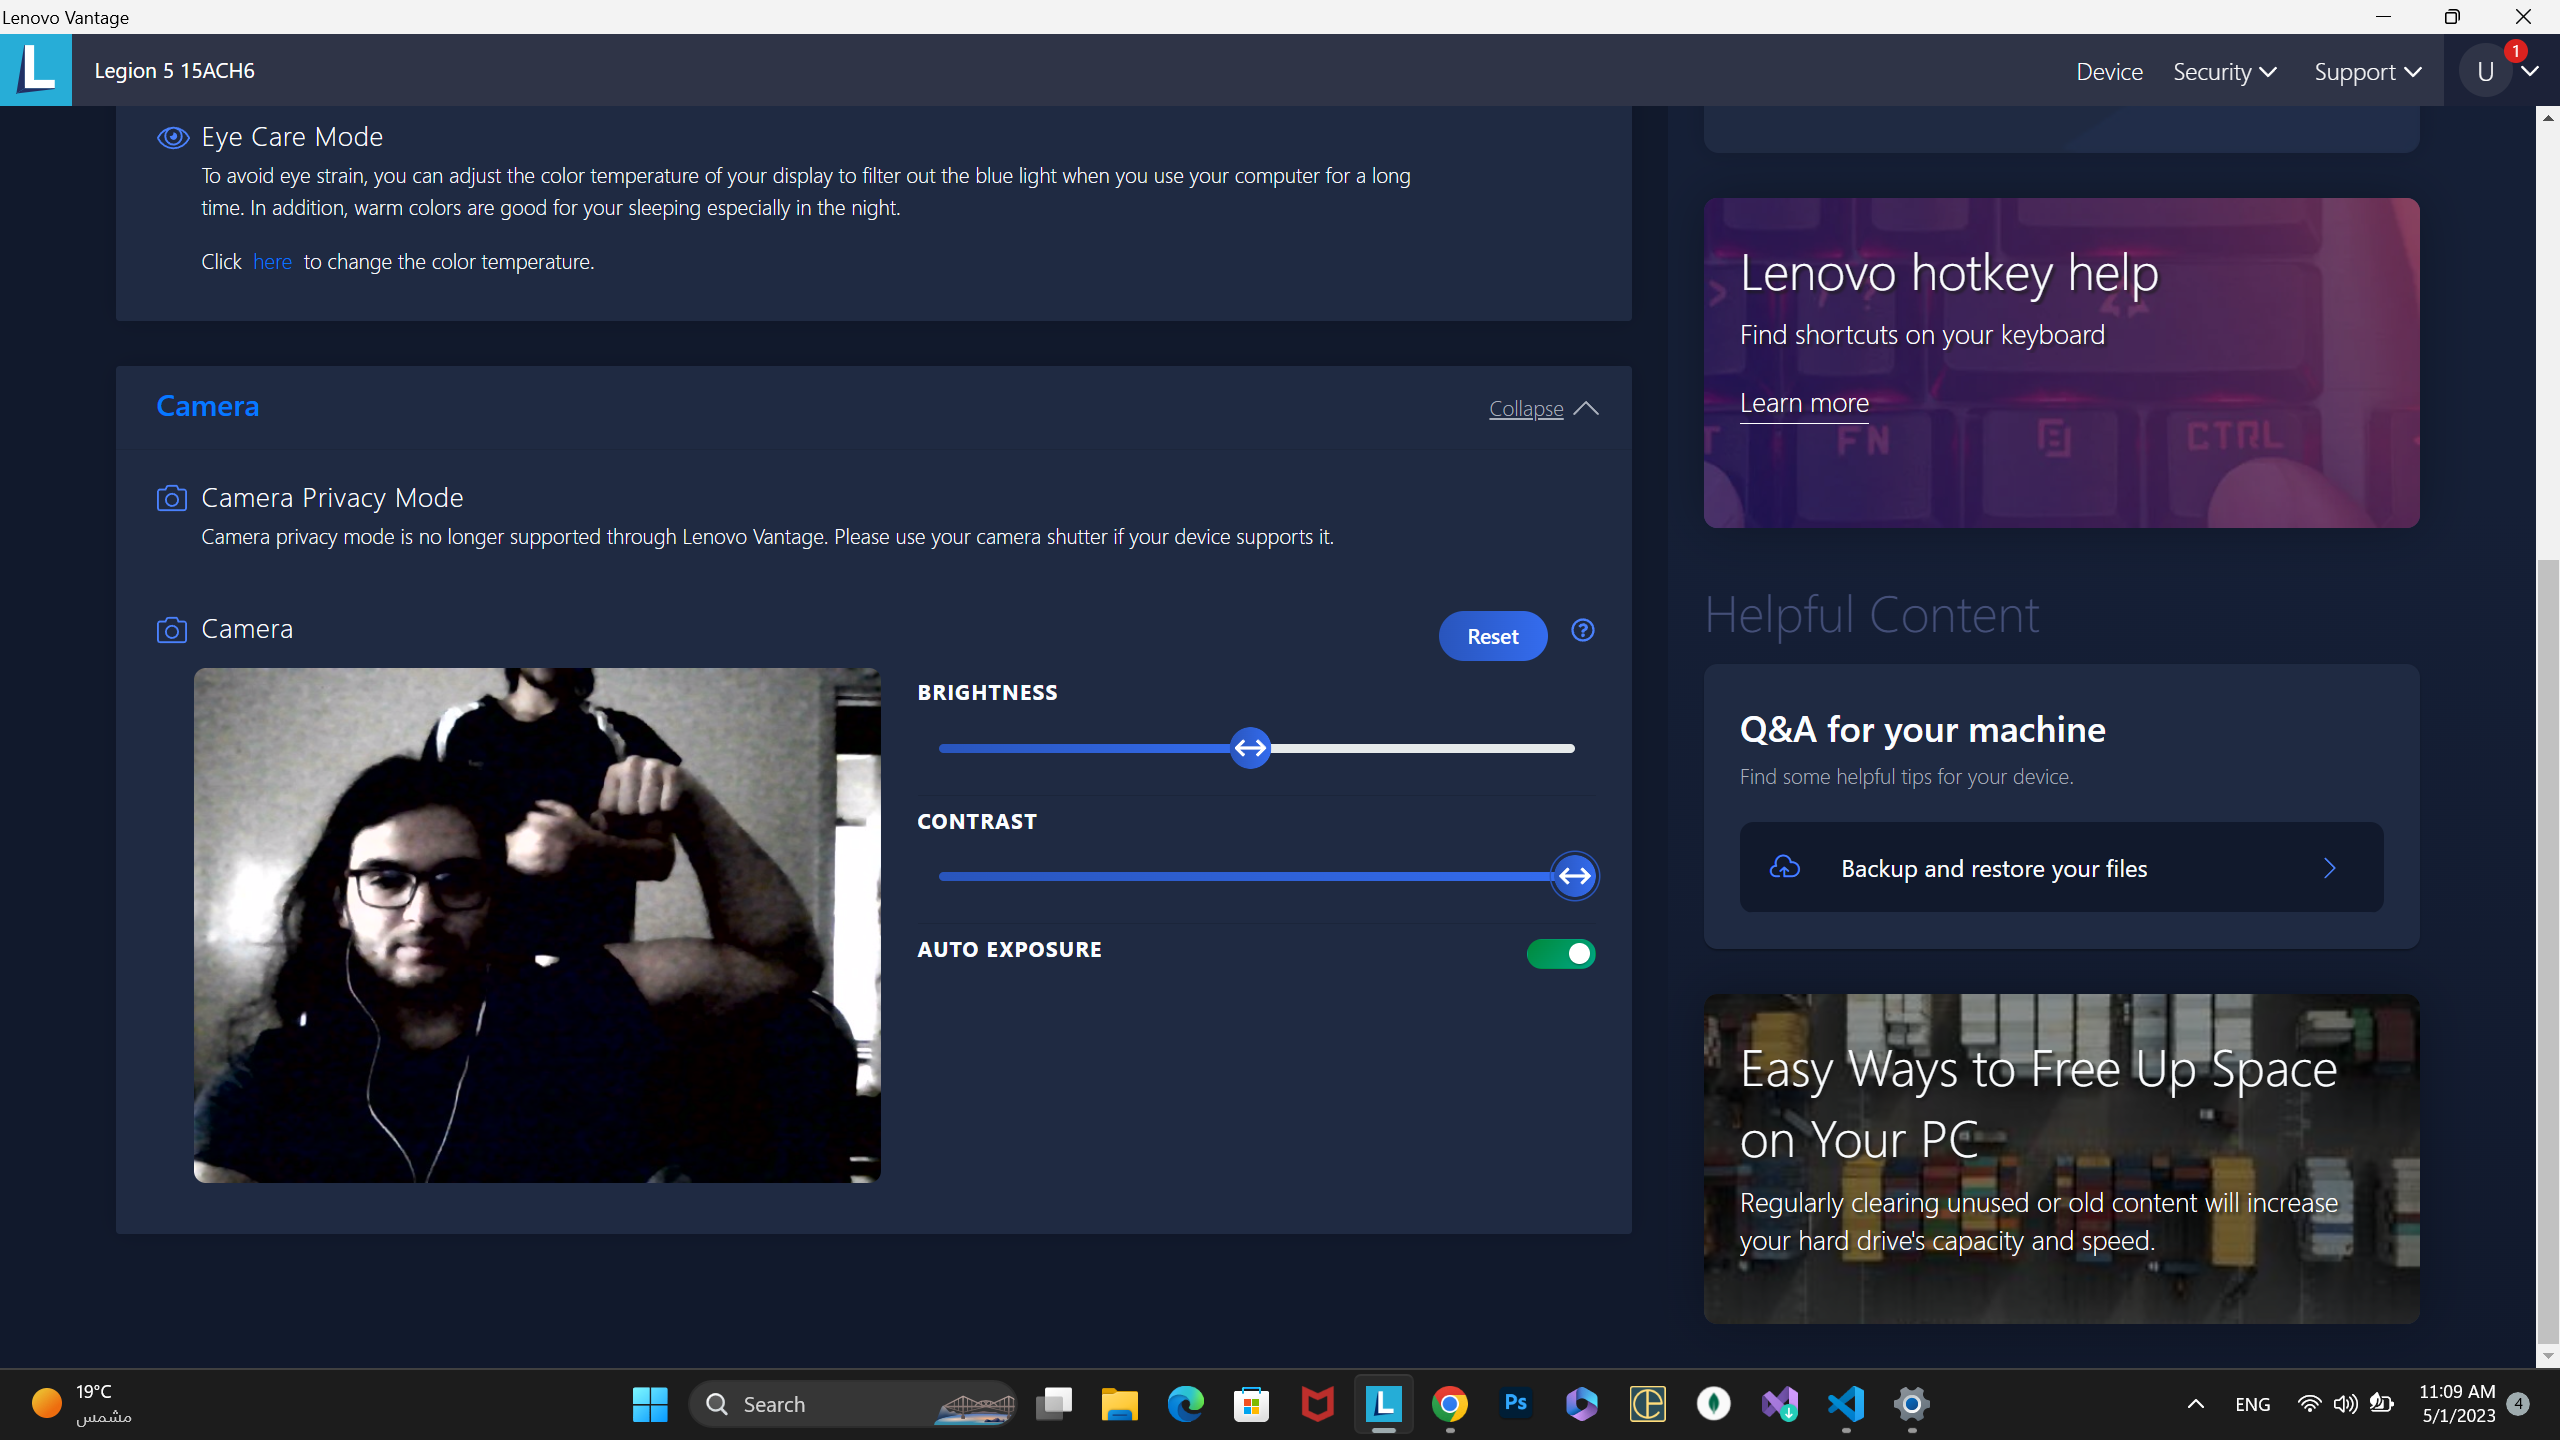 Lenovo Vantage
L
Legion 5 15ACH6
Device
Security
Support
U
1
Eye Care Mode
To avoid eye strain, you can adjust the color temperature of your display to filter out the blue light when you use your computer for a long
time. In addition, warm colors are good for your sleeping especially in the night.
Click here to change the color temperature.
Camera
Collapse
Camera Privacy Mode
Camera privacy mode is no longer supported through Lenovo Vantage. Please use your camera shutter if your device supports it.
Camera
Reset
BRIGHTNESS
CONTRAST
AUTO EXPOSURE
Lenovo hotkey help
Find shortcuts on your keyboard
Learn more
FN
CTRL
Helpful Content
Q&A for your machine
Find some helpful tips for your device.
Backup and restore your files
Easy Ways to Free Up Space
on Your PC
Regularly clearing unused or old content will increase
your hard drive's capacity and speed.
19°C
مشمس
Search
L
Ps
ENG
11:09 AM
5/1/2023
4